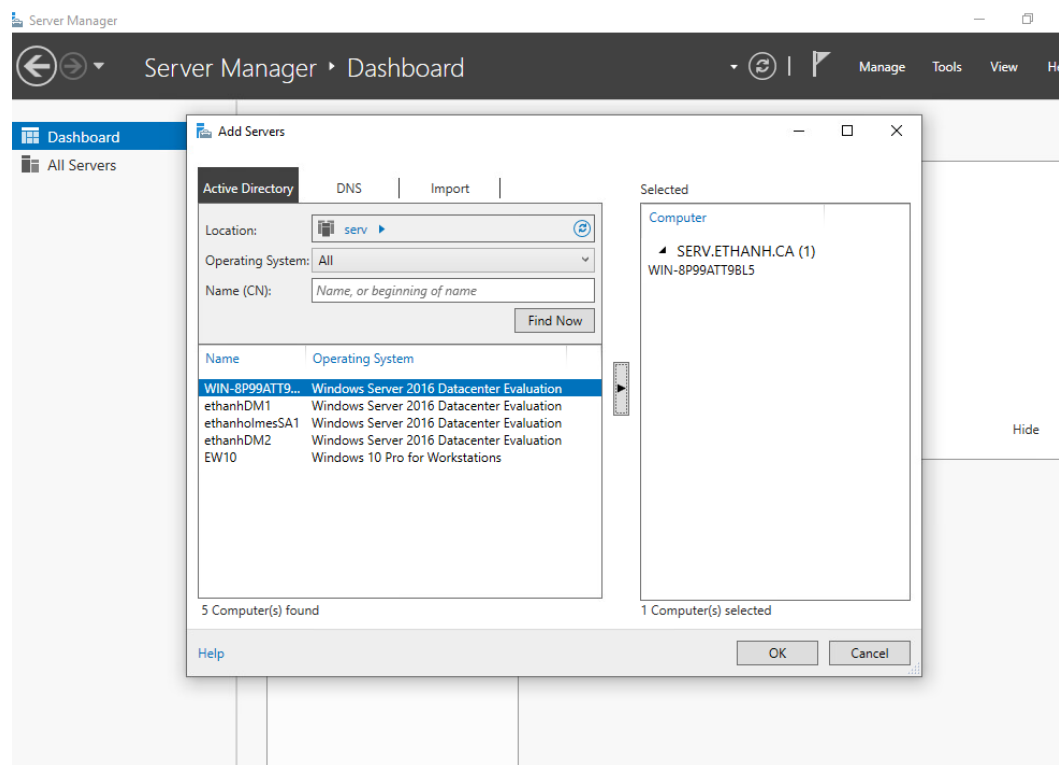 Server Manager
Server Manager • Dashboard
Manage Tools View
Dashboard
All Servers
Add Servers
Active Directory DNS Import
Location: serv
Operating System: All
Name (CN): Name, or beginning of name
Find Now
Name Operating System
WIN-8P99ATT9... Windows Server 2016 Datacenter Evaluation
ethanhDM1 Windows Server 2016 Datacenter Evaluation
ethanholmesSA1 Windows Server 2016 Datacenter Evaluation
ethanhDM2 Windows Server 2016 Datacenter Evaluation
EW10 Windows 10 Pro for Workstations
5 Computer(s) found
Selected
Computer
SERV.ETHANH.CA (1)
WIN-8P99ATT9BL5
1 Computer(s) selected
Help OK Cancel
Hide